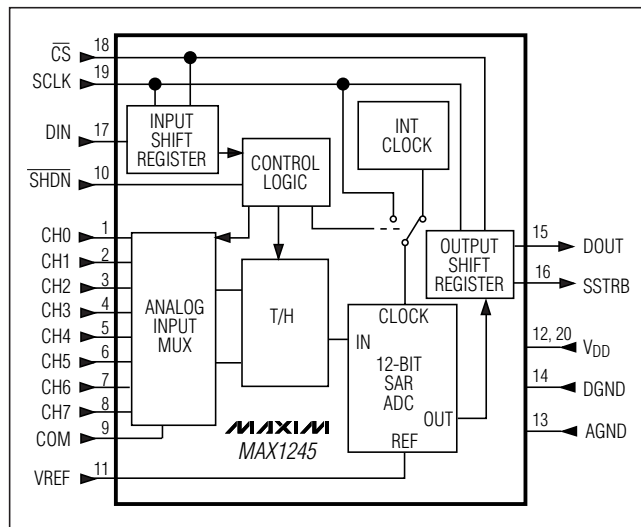 CS 18
SCLK 19
DIN 17
SHDN 10
CH0 1
CH1 2
CH2 3
CH3 4
CH4 5
CH5 6
CH6 7
CH7 8
COM 9
VREF 11
INPUT
SHIFT
REGISTER
CONTROL
LOGIC
INT
CLOCK
ANALOG
INPUT
MUX
T/H
CLOCK
IN
12-BIT
SAR
ADC
OUT
REF
OUTPUT
SHIFT
REGISTER
MAXIM
MAX1245
15 DOUT
16 SSTRB
12, 20 VDD
14 DGND
13 AGND